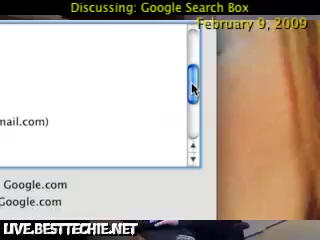 Discussing: Google Search Box
February 9, 2009
mail.com)
Google.com
Google.com
LIVE.BESTTECHIE.NET